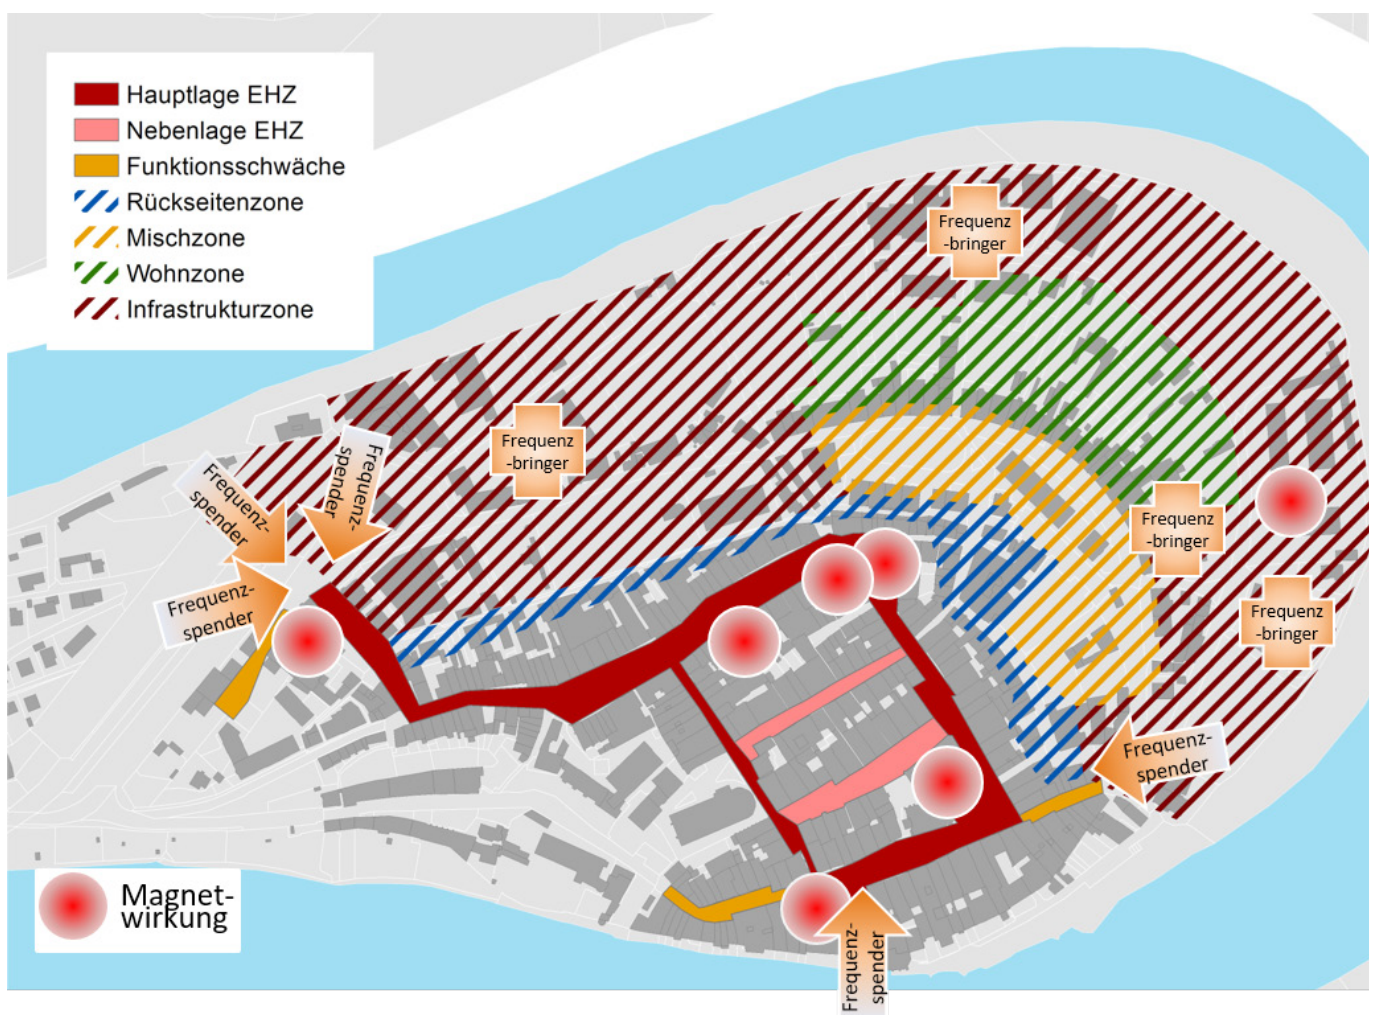 Hauptlage EHZ
Nebenlage EHZ
Funktionsschwäche
Rückseitenzone
Mischzone
Wohnzone
Infrastrukturzone
Frequenz
-bringer
Frequenz
-bringer
Frequenz-
spender
Frequenz-
spender
Frequenz-
spender
Frequenz
-bringer
Frequenz
-bringer
Frequenz-
spender
Magnet-
wirkung
Frequenz-
spender